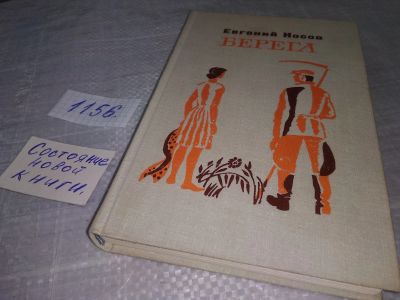 Евгений Носов
БЕРЕГА
1156.
Состояние
новой
книги.